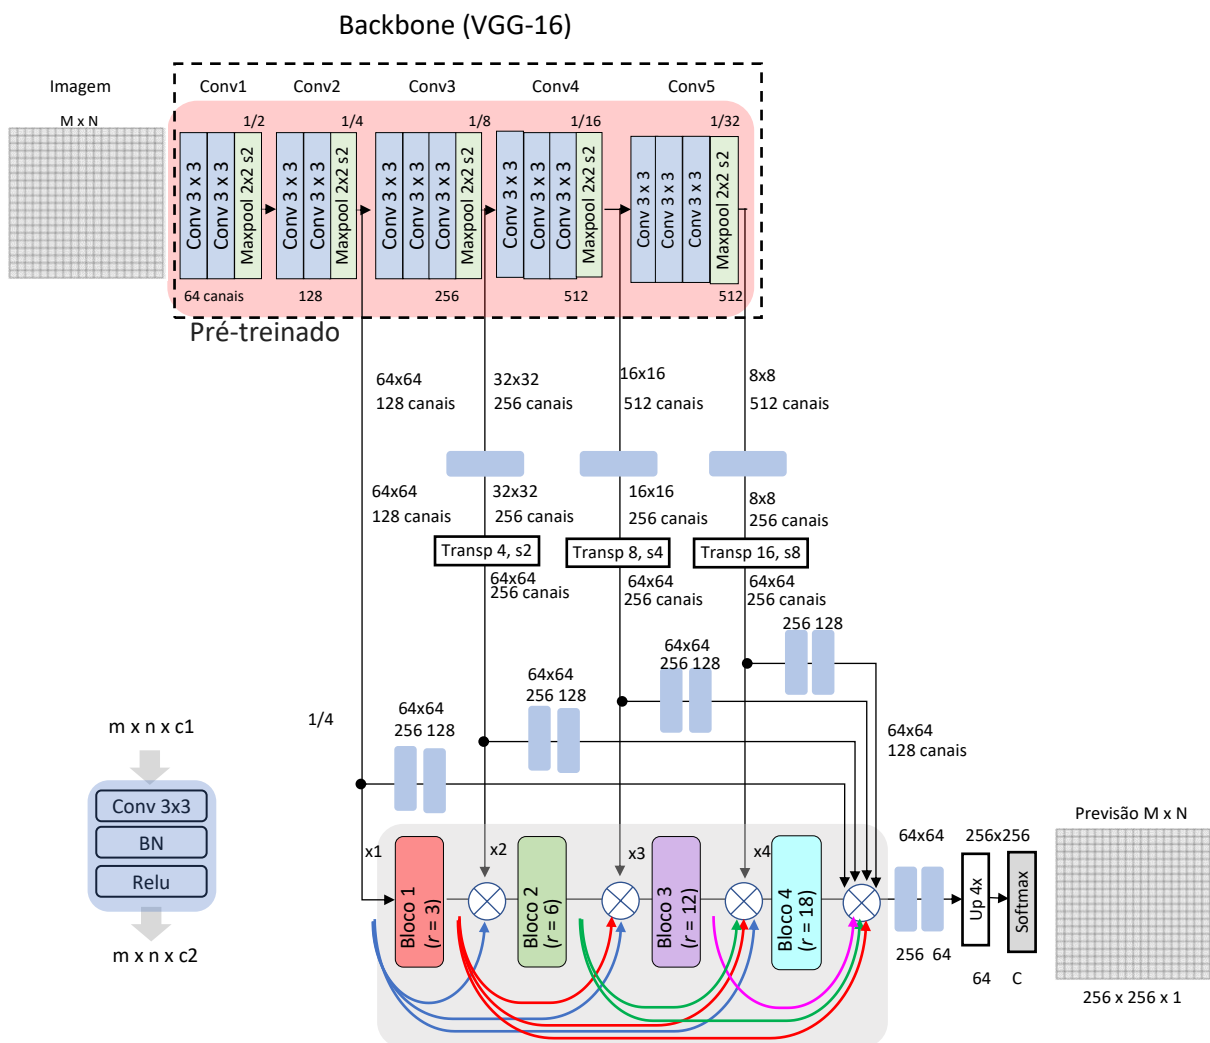 Backbone (VGG-16)
Imagem
Conv1
Conv2
Conv3
Conv4
Conv5
M x N
1/2
1/4
1/8
1/16
1/32
Conv 3 x 3
Conv 3 x 3
Maxpool 2x2 s2
Conv 3 x 3
Conv 3 x 3
Maxpool 2x2 s2
Conv 3 x 3
Conv 3 x 3
Conv 3 x 3
Maxpool 2x2 s2
Conv 3 x 3
Conv 3 x 3
Conv 3 x 3
Maxpool 2x2 s2
Conv 3 x 3
Conv 3 x 3
Conv 3 x 3
Maxpool 2x2 s2
64 canais
128
256
512
512
Pré-treinado
64x64
128 canais
32x32
256 canais
16x16
512 canais
8x8
512 canais
64x64
128 canais
32x32
256 canais
16x16
256 canais
8x8
256 canais
Transp 4, s2
Transp 8, s4
Transp 16, s8
64x64
256 canais
64x64
256 canais
64x64
256 canais
256 128
64x64
256 128
64x64
256 128
64x64
256 128
1/4
64x64
128 canais
m x n x c1
Conv 3x3
BN
Relu
m x n x c2
x1
Bloco 1
(r = 3)
x2
Bloco 2
(r = 6)
x3
Bloco 3
(r = 12)
x4
Bloco 4
(r = 18)
64x64
256 64
256x256
Up 4x
Softmax
64
C
Previsão M x N
256 x 256 x 1